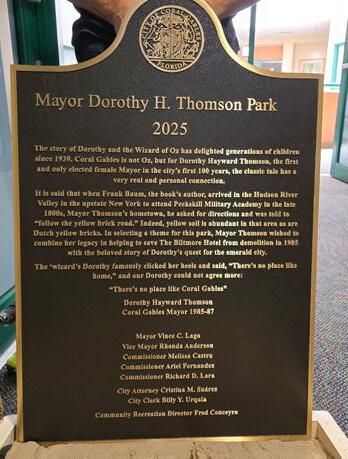 CITY OF CORAL GABLES
FLORIDA
Mayor Dorothy H. Thomson Park
2025
The story of Dorothy and the Wizard of Oz has delighted generations of children
since 1939. Coral Gables is not Oz, but for Dorothy Hayward Thomson, the first
and only elected female Mayor in the city's first 100 years, the classic tale has a
very real and personal connection.
It is said that when Frank Baum, the book's author, arrived in the Hudson River
Valley in the upstate New York to attend Peekskill Military Academy in the late
1800s, Mayor Thomson's hometown, he asked for directions and was told to
"follow the yellow brick road." Indeed, yellow soil is abundant in that area as are
Dutch yellow bricks. In selecting a theme for this park, Mayor Thomson wished to
combine her legacy in helping to save The Biltmore Hotel from demolition in 1985
with the beloved story of Dorothy's quest for the emerald city.
The 'wizard's Dorothy famously clicked her heels and said, "There's no place like
home," and our Dorothy could not agree more:
"There's no place like Coral Gables"
Dorothy Hayward Thomson
Coral Gables Mayor 1985-87
Mayor Vince C. Lago
Vice Mayor Rhonda Anderson
Commissioner Melissa Castro
Commissioner Ariel Fernandez
Commissioner Richard D. Lara
City Attorney Cristina M. Suárez
City Clerk Billy Y. Urquia
Community Recreation Director Fred Couceyro